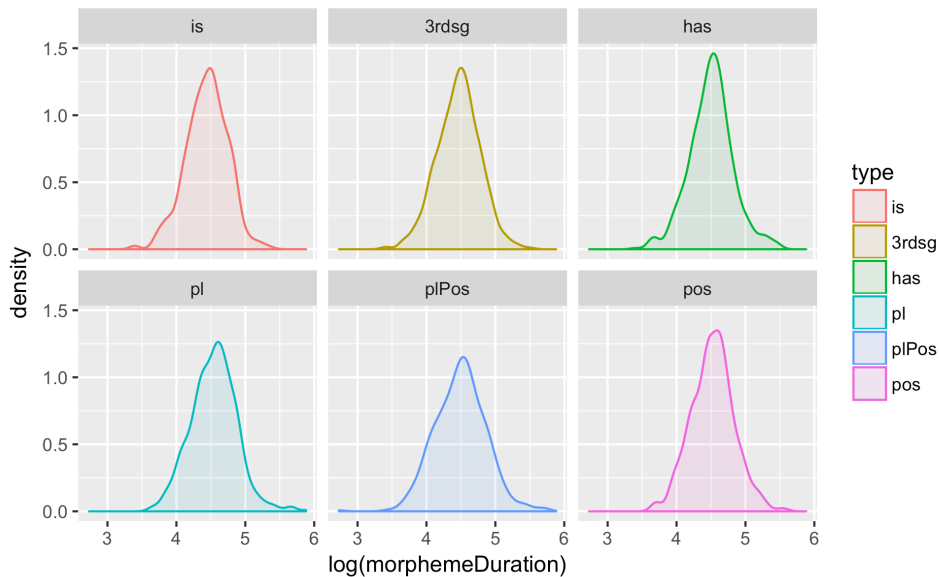 is 3rdsg has
1.5
1.0
0.5
0.0
pl plPos pos
1.5
1.0
0.5
0.0
3 4 5 6 3 4 5 6 3 4 5 6
density
log(morphemeDuration)
type
is
3rdsg
has
pl
plPos
pos